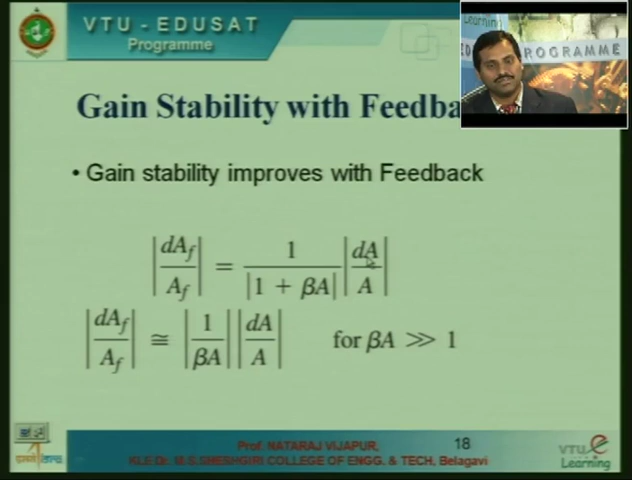 VTU - EDUSAT
Programme
Learning
PROGRAMME
Gain Stability with Feedba
• Gain stability improves with Feedback
|dA_f / A_f| = 1 / |1 + βA| |dA / A|
|dA_f / A_f| ≅ |1 / βA| |dA / A| for βA >> 1
Prof. NATARAJ VIJAPUR, 18
KLE.Dr. M.S.SHESHGIRI COLLEGE OF ENGG. & TECH, Belagavi
VTU e
Learning